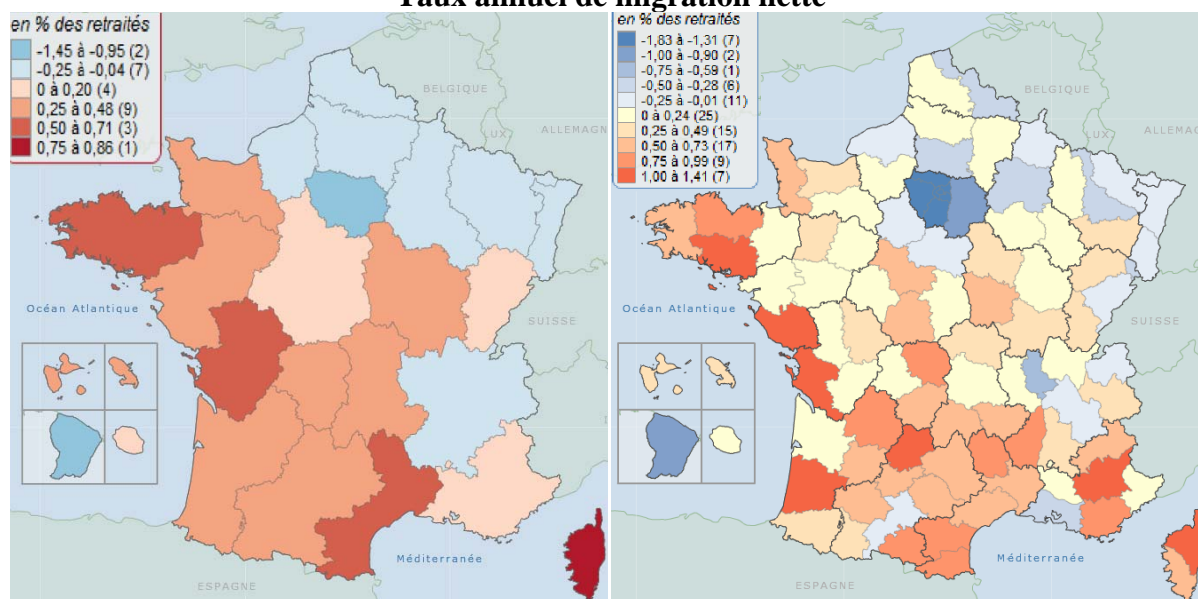 Taux annuel de migration nette
en % des retraités
-1,45 à -0,95 (2)
-0,25 à -0,04 (7)
0 à 0,20 (4)
0,25 à 0,48 (9)
0,50 à 0,71 (3)
0,75 à 0,86 (1)
BELGIQUE
LUX
ALLEMAGN
Océan Atlantique
SUISSE
Méditerranée
ESPAGNE
en % des retraités
-1,83 à -1,31 (7)
-1,00 à -0,90 (2)
-0,75 à -0,59 (1)
-0,50 à -0,28 (6)
-0,25 à -0,01 (11)
0 à 0,24 (25)
0,25 à 0,49 (15)
0,50 à 0,73 (17)
0,75 à 0,99 (9)
1,00 à 1,41 (7)
BELGIQUE
LUX
ALLEMAGN
Océan Atlantique
SUISSE
Méditerranée
ESPAGNE